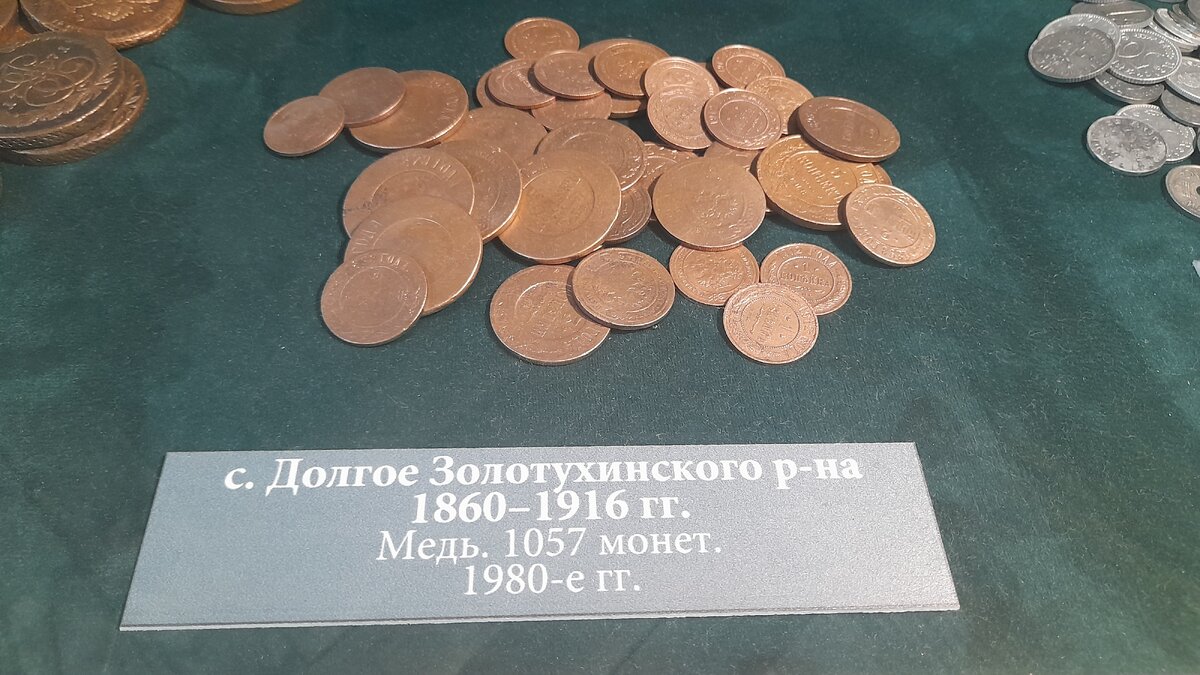 с. Долгое Золотухинского р-на
1860–1916 гг.
Медь. 1057 монет.
1980-е гг.